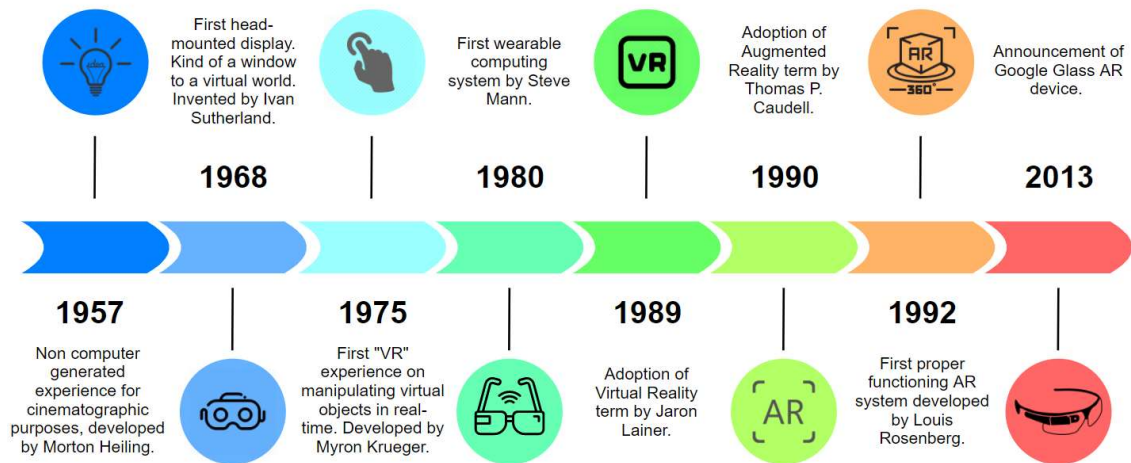 idea
1957
Non computer
generated
experience for
cinematographic
purposes, developed
by Morton Heiling.
First head-
mounted display.
Kind of a window
to a virtual world.
Invented by Ivan
Sutherland.
1968
1975
First "VR"
experience on
manipulating virtual
objects in real-
time. Developed by
Myron Krueger.
First wearable
computing
system by Steve
Mann.
1980
VR
1989
Adoption of
Virtual Reality
term by Jaron
Lainer.
Adoption of
Augmented
Reality term by
Thomas P.
Caudell.
1990
AR
AR
360°
1992
First proper
functioning AR
system developed
by Louis
Rosenberg.
Announcement of
Google Glass AR
device.
2013